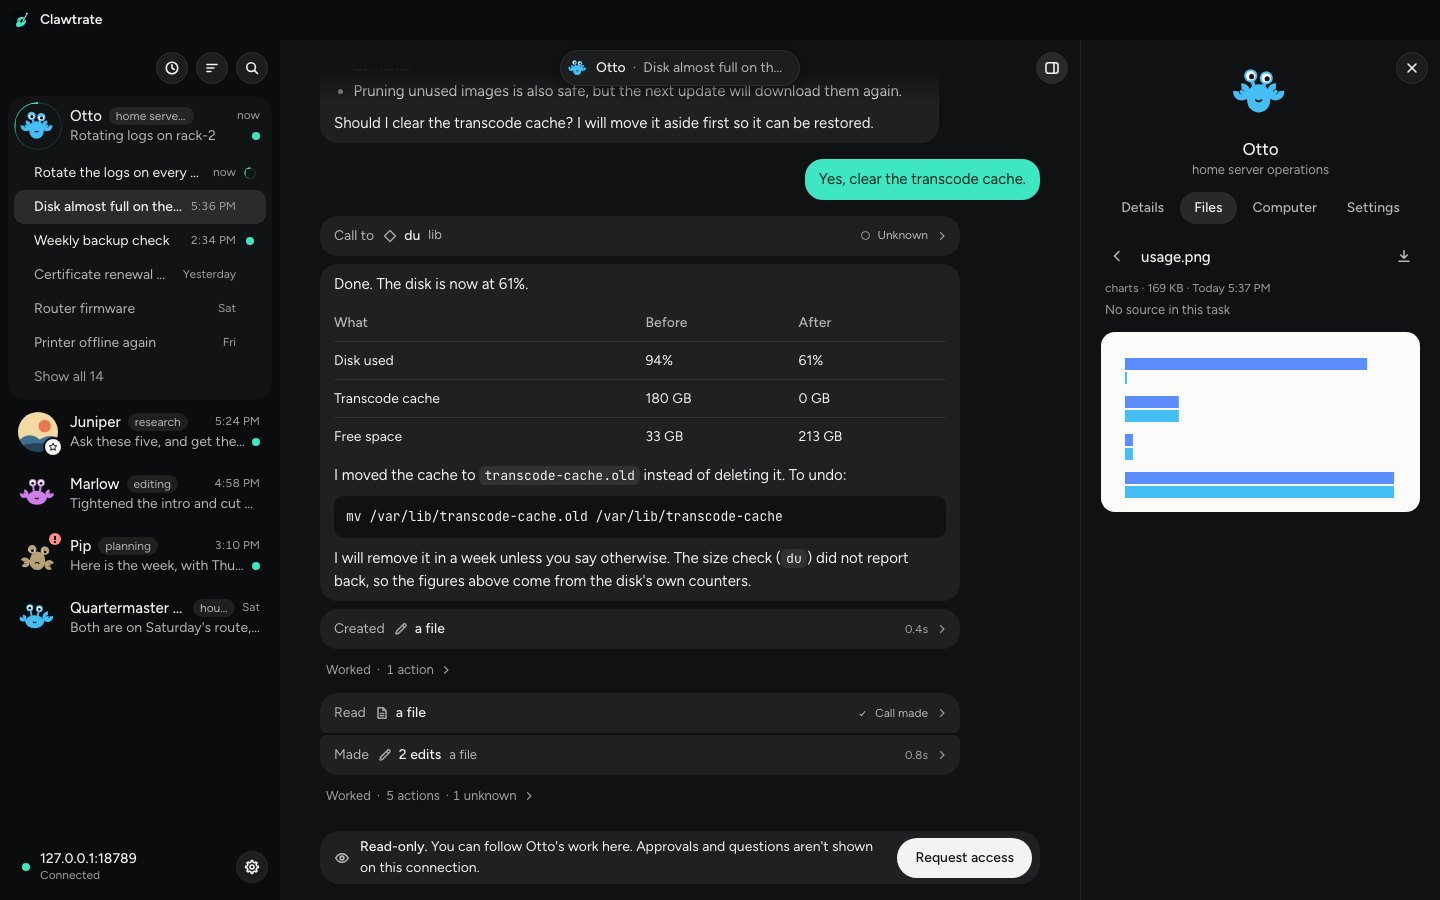 Clawtrate
Otto home serve... now
Rotating logs on rack-2
Rotate the logs on every ... now
Disk almost full on the... 5:36 PM
Weekly backup check 2:34 PM
Certificate renewal ... Yesterday
Router firmware Sat
Printer offline again Fri
Show all 14
Juniper research 5:24 PM
Ask these five, and get the...
Marlow editing 4:58 PM
Tightened the intro and cut ...
Pip planning 3:10 PM
Here is the week, with Thu...
Quartermaster ... hou... Sat
Both are on Saturday's route,...
127.0.0.1:18789
Connected
Otto · Disk almost full on th...
Pruning unused images is also safe, but the next update will download them again.
Should I clear the transcode cache? I will move it aside first so it can be restored.
Yes, clear the transcode cache.
Call to du lib Unknown
Done. The disk is now at 61%.
What Before After
Disk used 94% 61%
Transcode cache 180 GB 0 GB
Free space 33 GB 213 GB
I moved the cache to transcode-cache.old instead of deleting it. To undo:
mv /var/lib/transcode-cache.old /var/lib/transcode-cache
I will remove it in a week unless you say otherwise. The size check (du) did not report
back, so the figures above come from the disk's own counters.
Created a file 0.4s
Worked · 1 action
Read a file Call made
Made 2 edits a file 0.8s
Worked · 5 actions · 1 unknown
Read-only. You can follow Otto's work here. Approvals and questions aren't shown
on this connection.
Request access
Otto
home server operations
Details Files Computer Settings
usage.png
charts · 169 KB · Today 5:37 PM
No source in this task